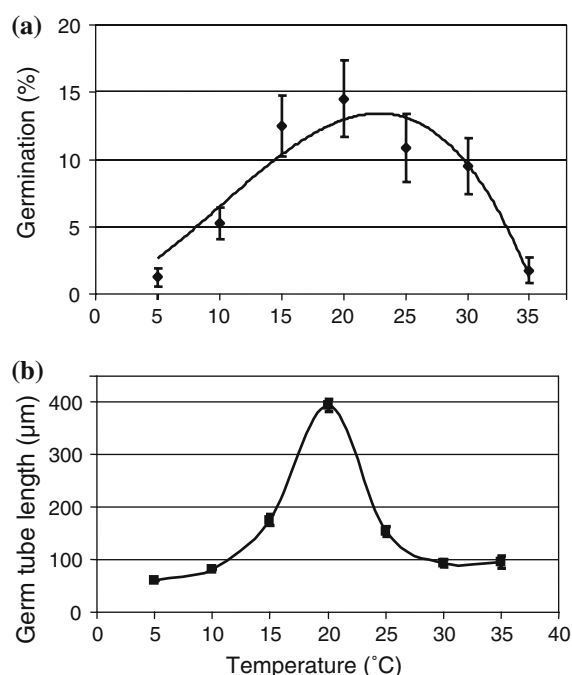 (a)
Germination (%)
20
15
10
5
0
0 5 10 15 20 25 30 35
(b)
Germ tube length (µm)
400
300
200
100
0
0 5 10 15 20 25 30 35 40
Temperature (˚C)